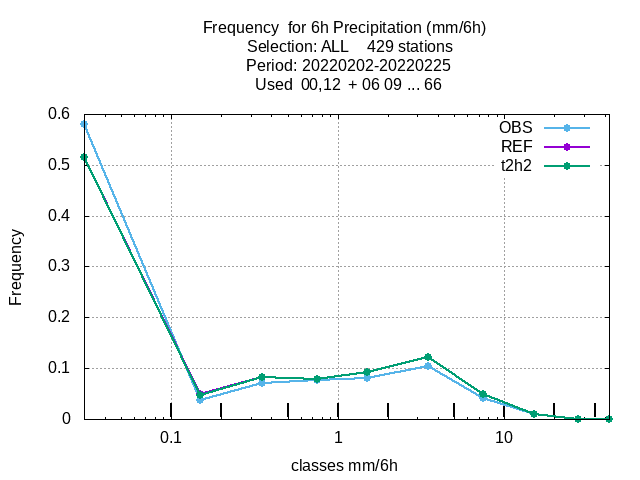 Frequency  for 6h Precipitation (mm/6h)
Selection: ALL    429 stations
Period: 20220202-20220225
Used  00,12  + 06 09 ... 66
OBS
REF
t2h2
Frequency
0.6
0.5
0.4
0.3
0.2
0.1
0
0.1 1 10
classes mm/6h